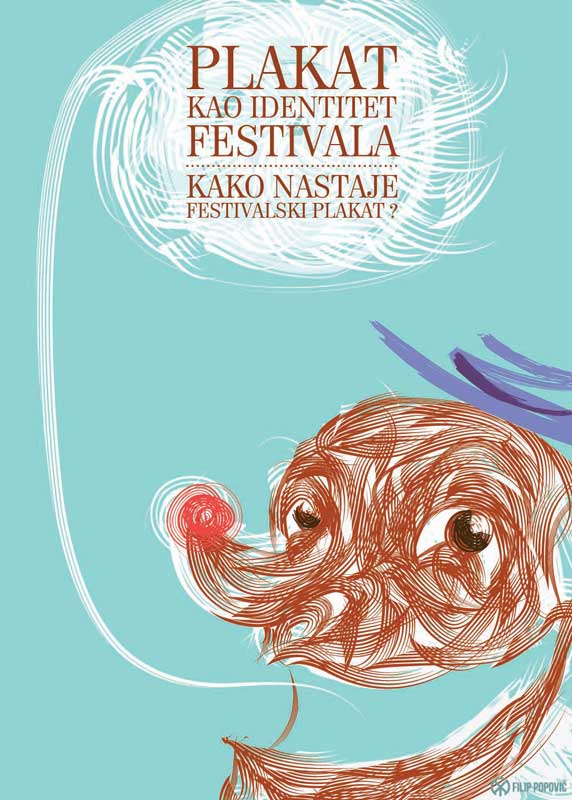 PLAKAT
KAO IDENTITET
FESTIVALA
KAKO NASTAJE
FESTIVALSKI PLAKAT ?
FILIP POPOVIĆ